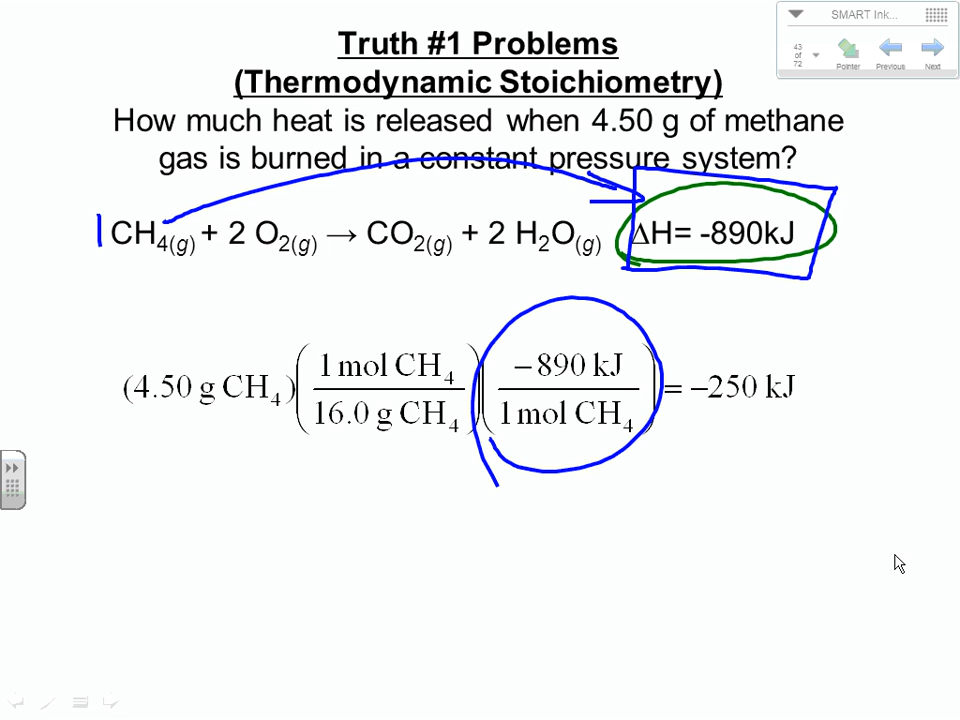 SMART Ink...
43
of
72
Pointer Previous Next
Truth #1 Problems
(Thermodynamic Stoichiometry)
How much heat is released when 4.50 g of methane
gas is burned in a constant pressure system?
1 CH₄(g) + 2 O₂(g) → CO₂(g) + 2 H₂O(g) ΔH= -890kJ
(4.50 g CH₄)(1 mol CH₄ / 16.0 g CH₄)(−890 kJ / 1 mol CH₄) = −250 kJ